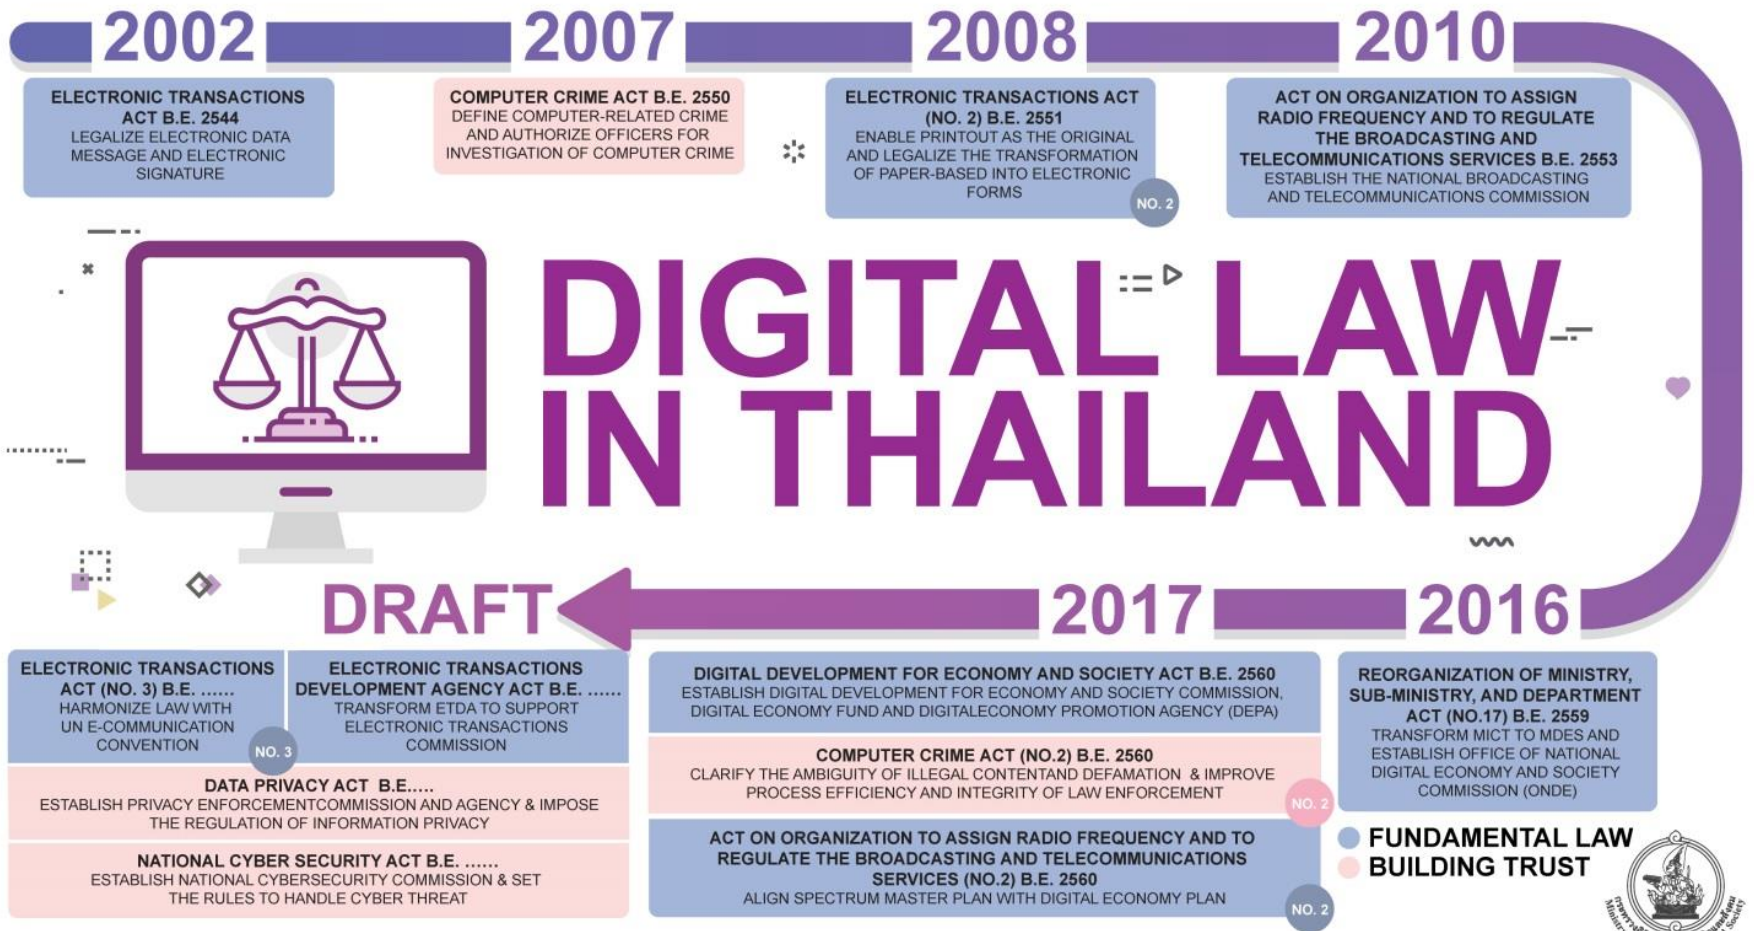 2002
2007
2008
2010
ELECTRONIC TRANSACTIONS
ACT B.E. 2544
LEGALIZE ELECTRONIC DATA
MESSAGE AND ELECTRONIC
SIGNATURE
COMPUTER CRIME ACT B.E. 2550
DEFINE COMPUTER-RELATED CRIME
AND AUTHORIZE OFFICERS FOR
INVESTIGATION OF COMPUTER CRIME
ELECTRONIC TRANSACTIONS ACT
(NO. 2) B.E. 2551
ENABLE PRINTOUT AS THE ORIGINAL
AND LEGALIZE THE TRANSFORMATION
OF PAPER-BASED INTO ELECTRONIC
FORMS
NO. 2
ACT ON ORGANIZATION TO ASSIGN
RADIO FREQUENCY AND TO REGULATE
THE BROADCASTING AND
TELECOMMUNICATIONS SERVICES B.E. 2553
ESTABLISH THE NATIONAL BROADCASTING
AND TELECOMMUNICATIONS COMMISSION
DIGITAL LAW
IN THAILAND
DRAFT
2017
2016
ELECTRONIC TRANSACTIONS
ACT (NO. 3) B.E. ......
HARMONIZE LAW WITH
UN E-COMMUNICATION
CONVENTION
NO. 3
ELECTRONIC TRANSACTIONS
DEVELOPMENT AGENCY ACT B.E. ......
TRANSFORM ETDA TO SUPPORT
ELECTRONIC TRANSACTIONS
COMMISSION
DATA PRIVACY ACT B.E.....
ESTABLISH PRIVACY ENFORCEMENTCOMMISSION AND AGENCY & IMPOSE
THE REGULATION OF INFORMATION PRIVACY
NATIONAL CYBER SECURITY ACT B.E. ......
ESTABLISH NATIONAL CYBERSECURITY COMMISSION & SET
THE RULES TO HANDLE CYBER THREAT
DIGITAL DEVELOPMENT FOR ECONOMY AND SOCIETY ACT B.E. 2560
ESTABLISH DIGITAL DEVELOPMENT FOR ECONOMY AND SOCIETY COMMISSION,
DIGITAL ECONOMY FUND AND DIGITALECONOMY PROMOTION AGENCY (DEPA)
COMPUTER CRIME ACT (NO.2) B.E. 2560
CLARIFY THE AMBIGUITY OF ILLEGAL CONTENTAND DEFAMATION & IMPROVE
PROCESS EFFICIENCY AND INTEGRITY OF LAW ENFORCEMENT
NO. 2
ACT ON ORGANIZATION TO ASSIGN RADIO FREQUENCY AND TO
REGULATE THE BROADCASTING AND TELECOMMUNICATIONS
SERVICES (NO.2) B.E. 2560
ALIGN SPECTRUM MASTER PLAN WITH DIGITAL ECONOMY PLAN
NO. 2
REORGANIZATION OF MINISTRY,
SUB-MINISTRY, AND DEPARTMENT
ACT (NO.17) B.E. 2559
TRANSFORM MICT TO MDES AND
ESTABLISH OFFICE OF NATIONAL
DIGITAL ECONOMY AND SOCIETY
COMMISSION (ONDE)
FUNDAMENTAL LAW
BUILDING TRUST
Society